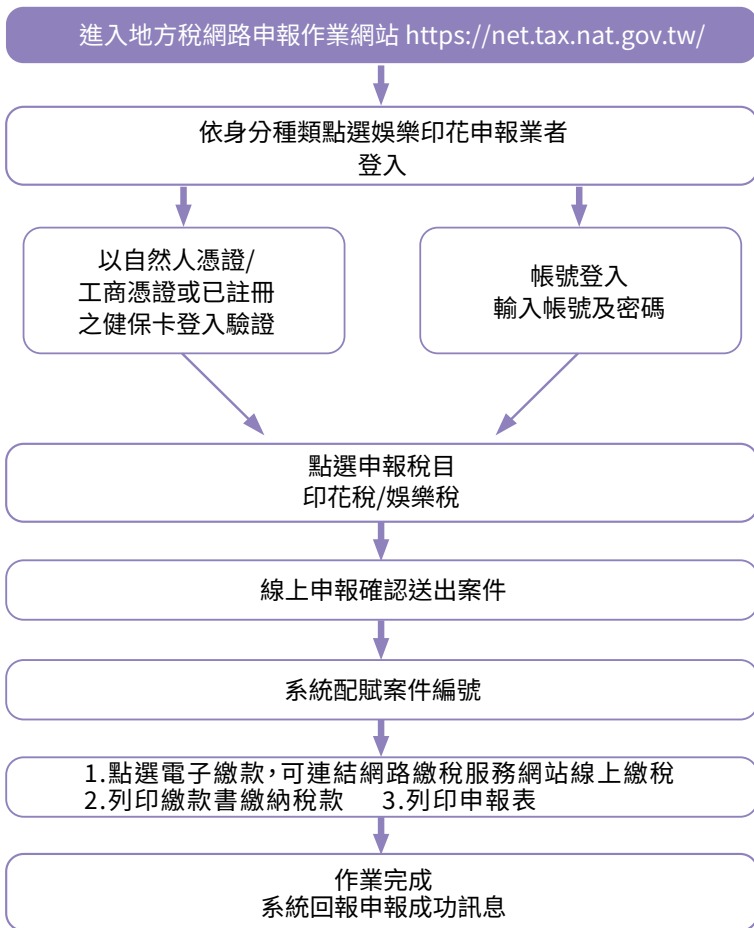 進入地方稅網路申報作業網站 https://net.tax.nat.gov.tw/
依身分種類點選娛樂印花申報業者
登入
以自然人憑證/
工商憑證或已註冊
之健保卡登入驗證
帳號登入
輸入帳號及密碼
點選申報稅目
印花稅/娛樂稅
線上申報確認送出案件
系統配賦案件編號
1.點選電子繳款,可連結網路繳稅服務網站線上繳稅
2.列印繳款書繳納稅款 3.列印申報表
作業完成
系統回報申報成功訊息